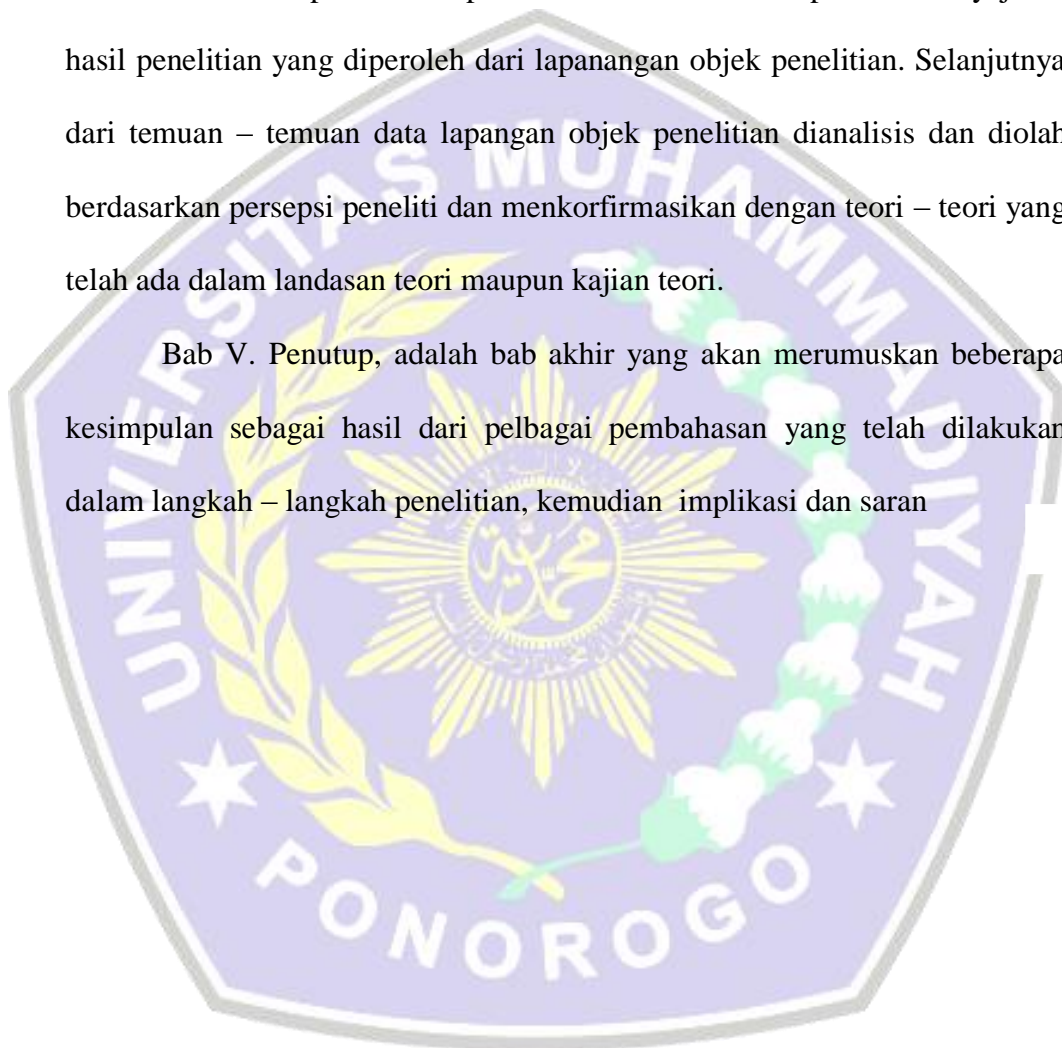 hasil penelitian yang diperoleh dari lapanangan objek penelitian. Selanjutnya
dari temuan – temuan data lapangan objek penelitian dianalisis dan diolah
berdasarkan persepsi peneliti dan menkorfirmasikan dengan teori – teori yang
telah ada dalam landasan teori maupun kajian teori.
Bab V. Penutup, adalah bab akhir yang akan merumuskan beberapa
kesimpulan sebagai hasil dari pelbagai pembahasan yang telah dilakukan
dalam langkah – langkah penelitian, kemudian  implikasi dan saran
UNIVERSITAS MUHAMMADIYAH
PONOROGO
محمدية